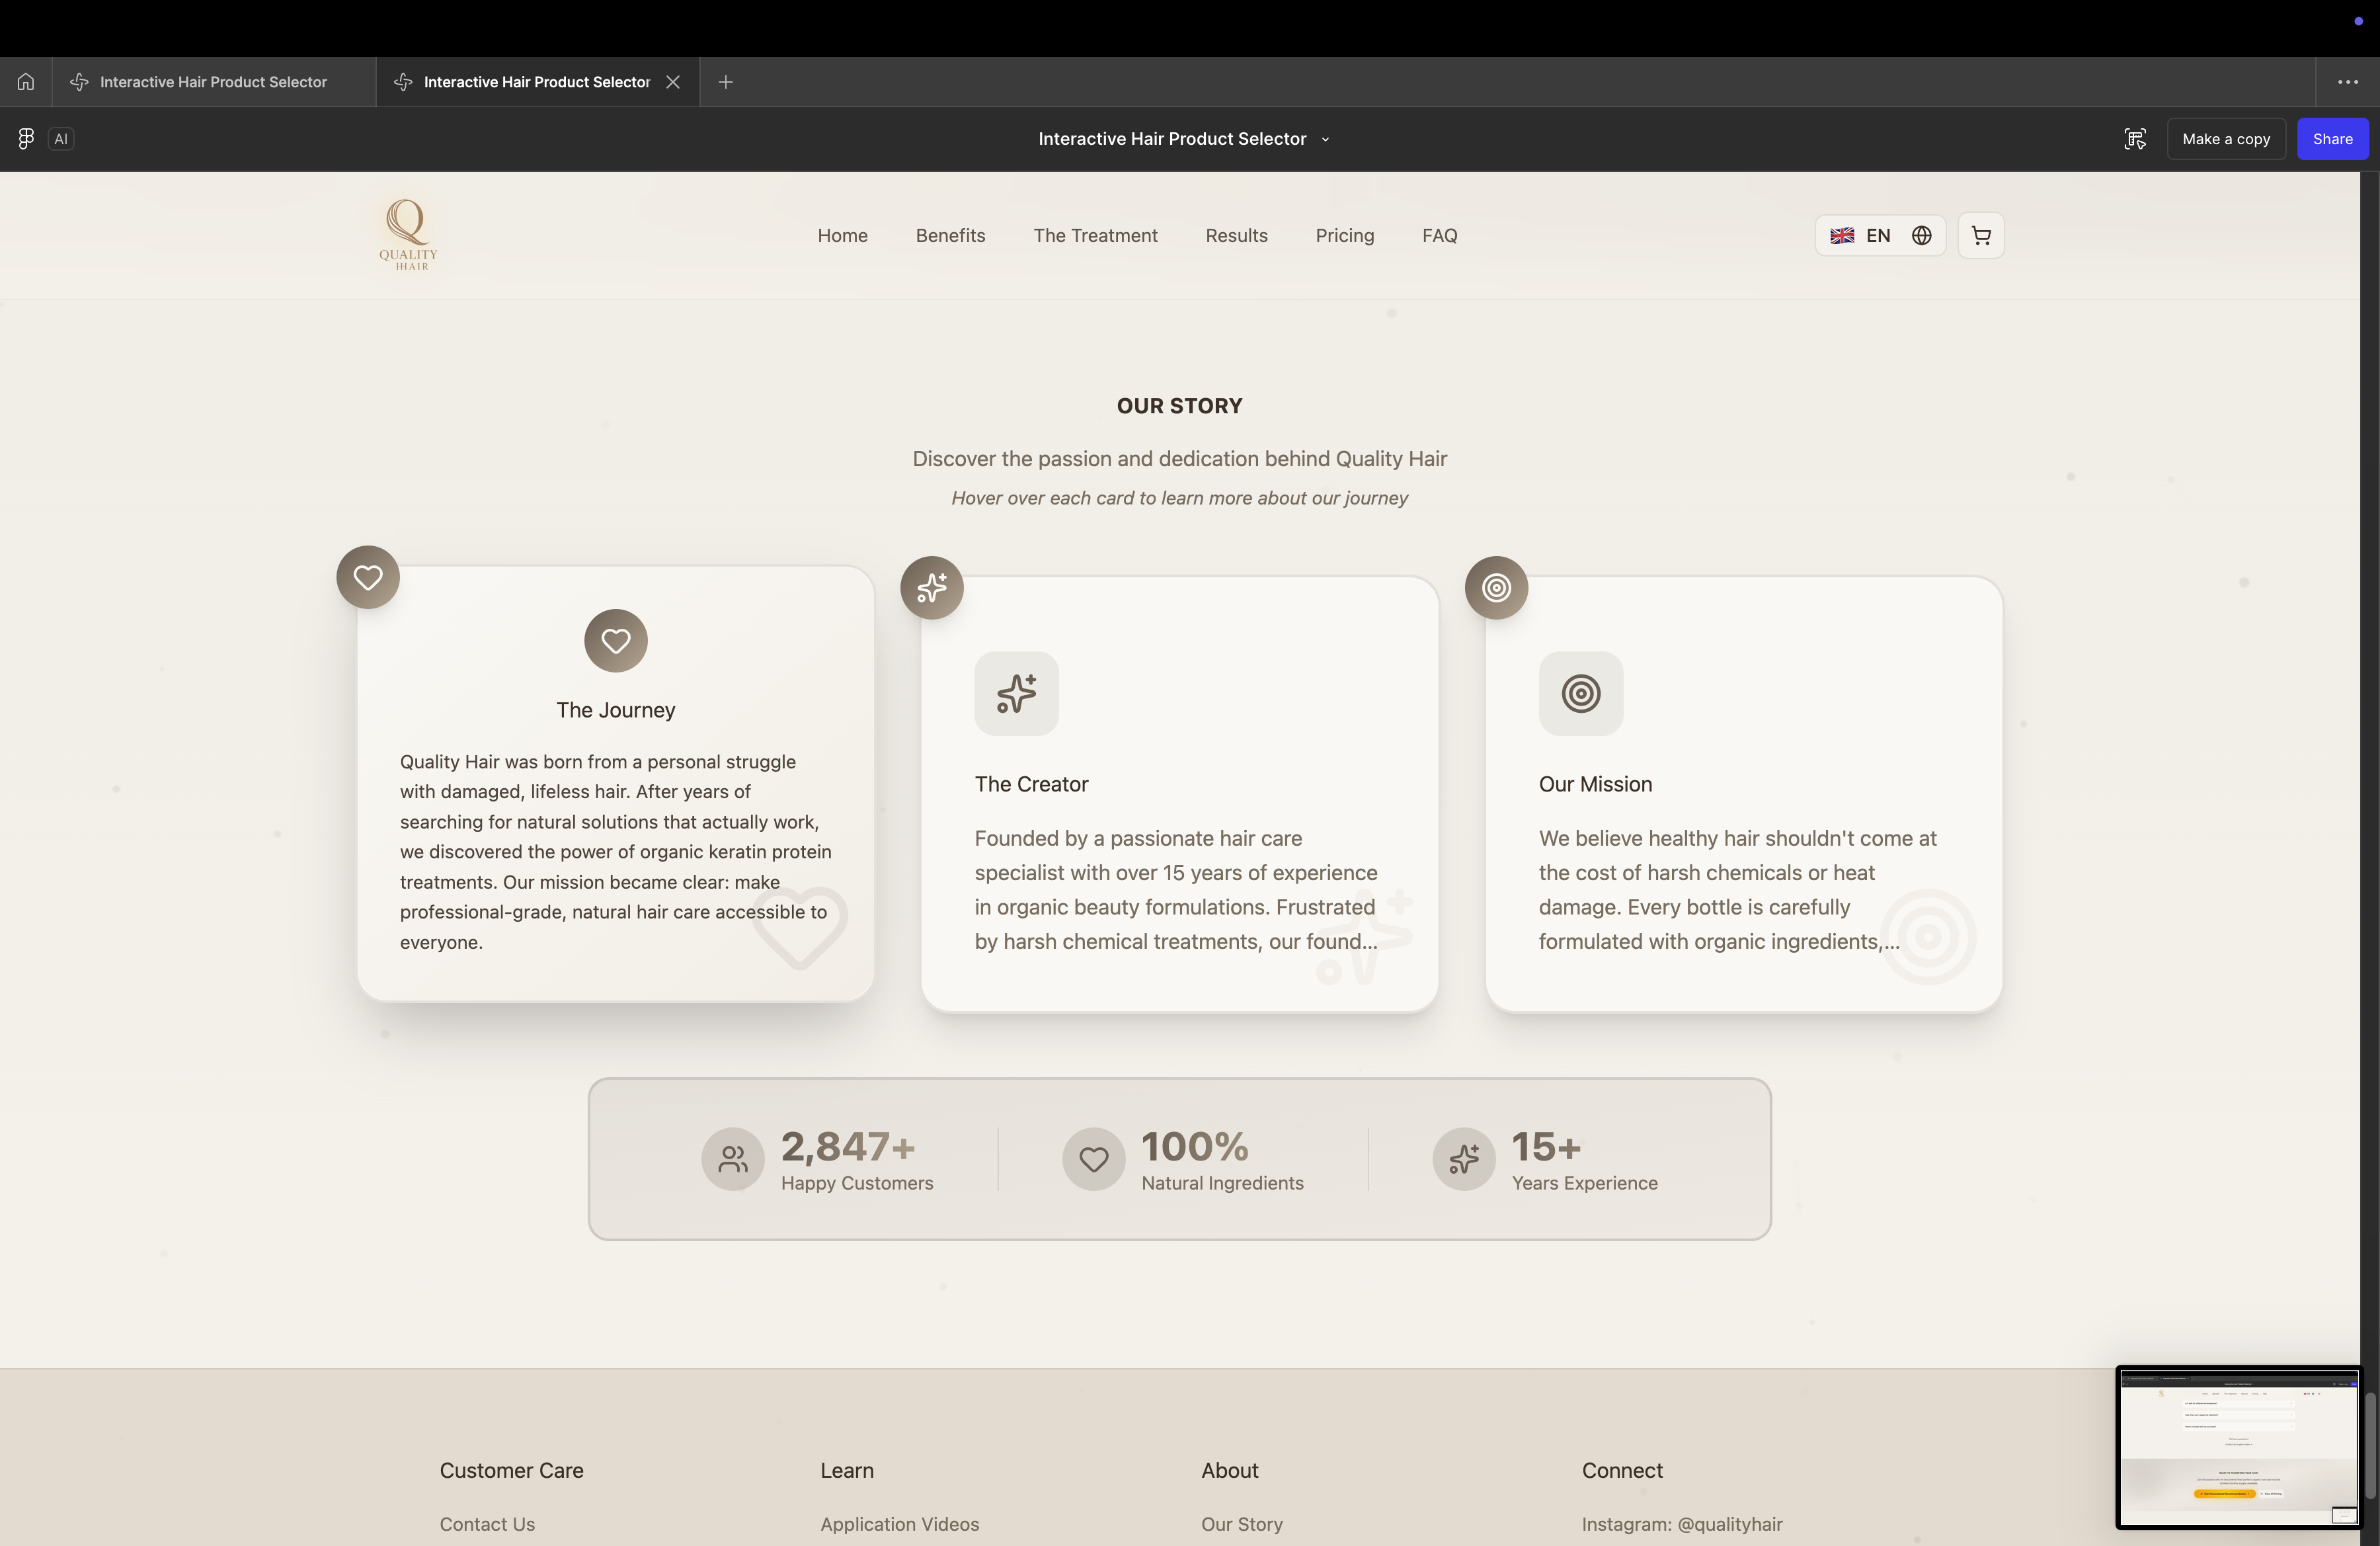 Interactive Hair Product Selector
Interactive Hair Product Selector
AI
Interactive Hair Product Selector
Make a copy
Share
QUALITY
HHAIR
Home
Benefits
The Treatment
Results
Pricing
FAQ
EN
OUR STORY
Discover the passion and dedication behind Quality Hair
Hover over each card to learn more about our journey
The Journey
Quality Hair was born from a personal struggle
with damaged, lifeless hair. After years of
searching for natural solutions that actually work,
we discovered the power of organic keratin protein
treatments. Our mission became clear: make
professional-grade, natural hair care accessible to
everyone.
The Creator
Founded by a passionate hair care
specialist with over 15 years of experience
in organic beauty formulations. Frustrated
by harsh chemical treatments, our found...
Our Mission
We believe healthy hair shouldn't come at
the cost of harsh chemicals or heat
damage. Every bottle is carefully
formulated with organic ingredients,...
2,847+
Happy Customers
100%
Natural Ingredients
15+
Years Experience
Customer Care
Contact Us
Learn
Application Videos
About
Our Story
Connect
Instagram: @qualityhair